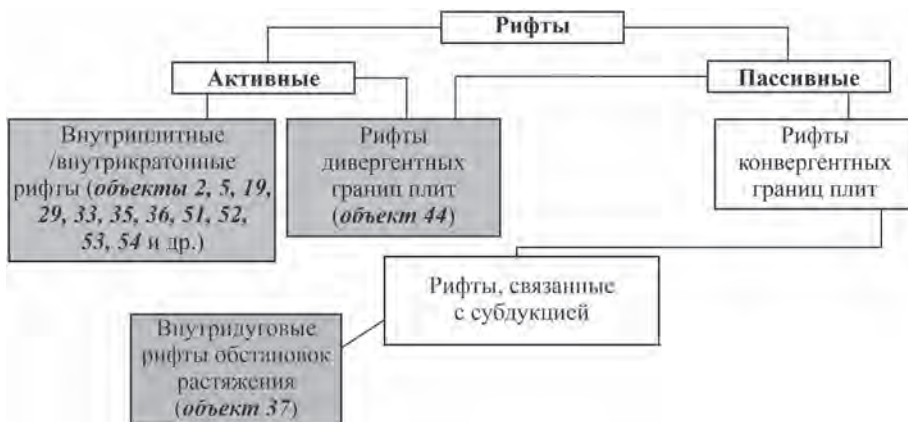 Рифты
Активные
Пассивные
Внутриплитные
/внутрикратонные
рифты (объекты 2, 5, 19,
29, 33, 35, 36, 51, 52,
53, 54 и др.)
Рифты
дивергентных
границ плит
(объект 44)
Рифты
конвергентных
границ плит
Рифты, связанные
с субдукцией
Внутридуговые
рифты обстановок
растяжения
(объект 37)